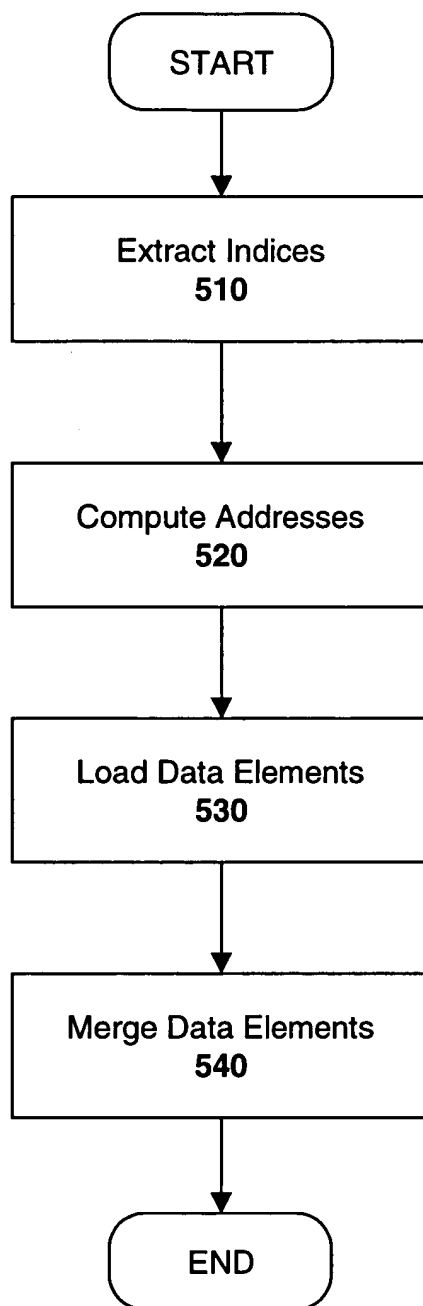 START
Extract Indices
510
Compute Addresses
520
Load Data Elements
530
Merge Data Elements
540
END